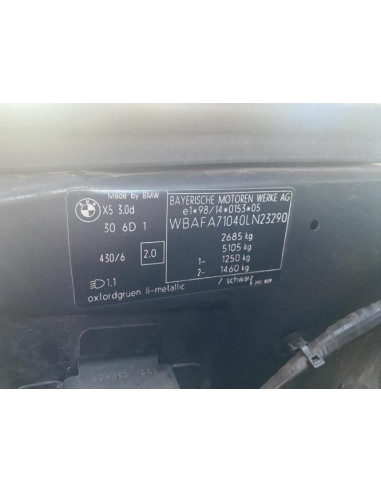 Made by BMW
X5 3.0d
30 6D 1
430/6 2.0
1.1
oxfordgruen II-metallic
BAYERISCHE MOTOREN WERKE AG
e1*98/14*0153*05
WBAFA71040LN23290
2685 kg
5105 kg
1- 1250 kg
2- 1460 kg
/ schwarz